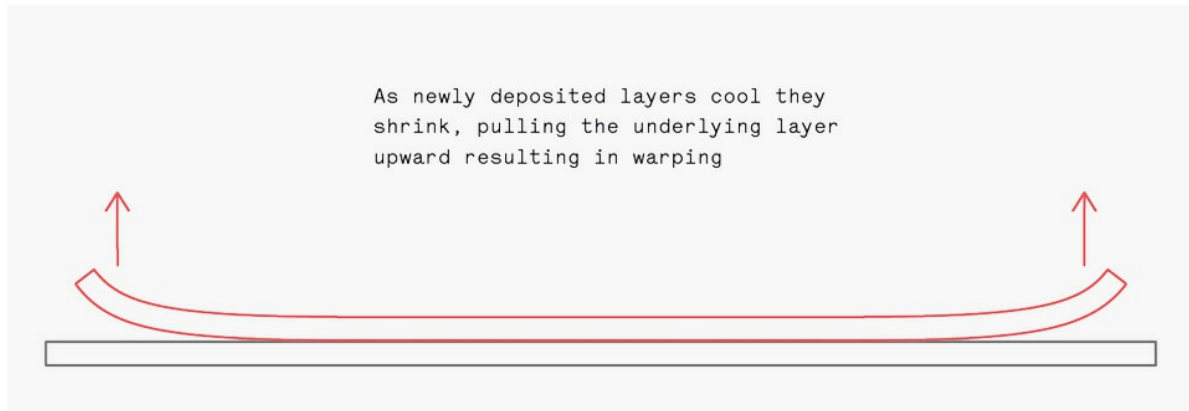 As newly deposited layers cool they
shrink, pulling the underlying layer
upward resulting in warping